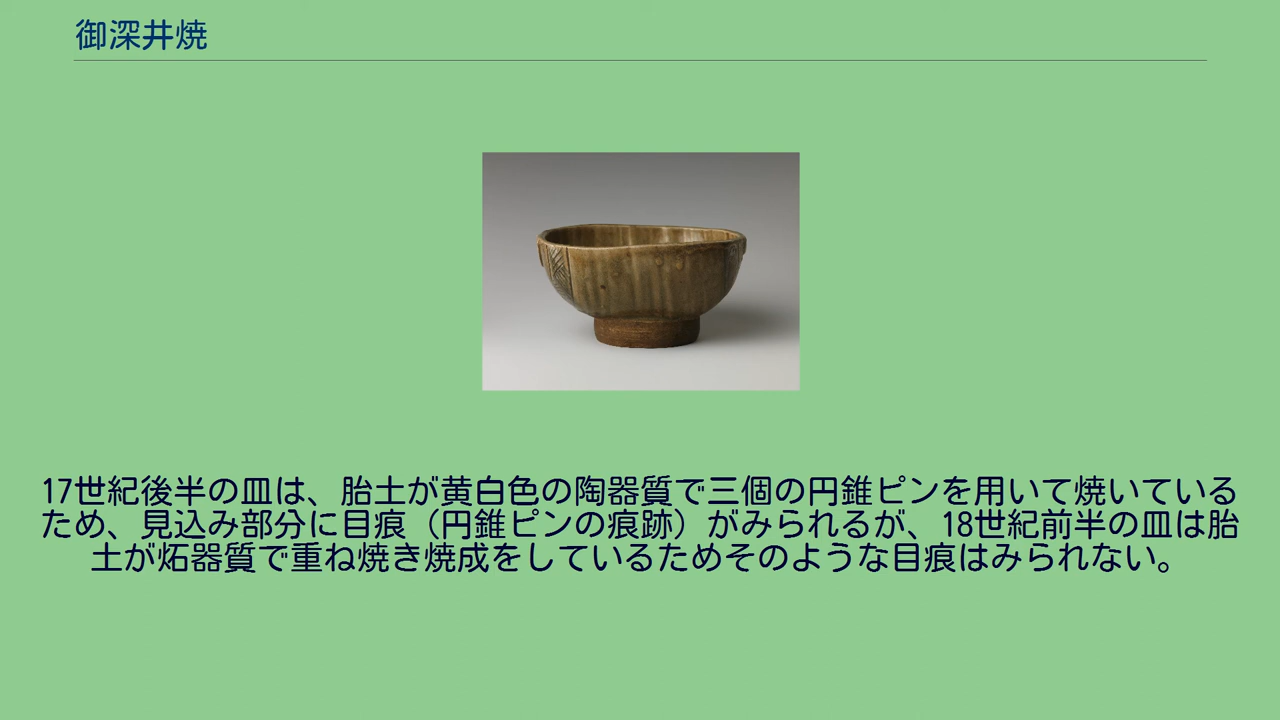 御深井焼
17世紀後半の皿は、胎土が黄白色の陶器質で三個の円錐ピンを用いて焼いている
ため、見込み部分に目痕（円錐ピンの痕跡）がみられるが、18世紀前半の皿は胎
土が炻器質で重ね焼き焼成をしているためそのような目痕はみられない。